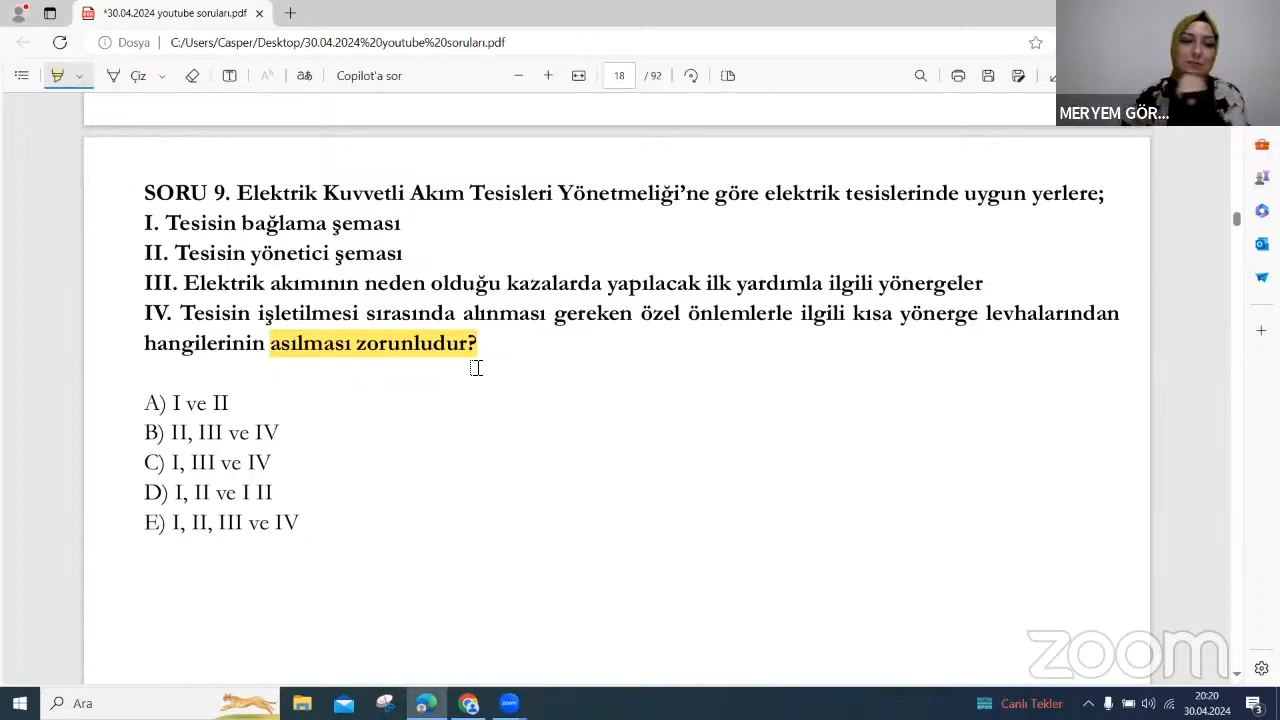 *30.04.2024 youtube soruları.pdf
Dosya C:/Users/Casper/Desktop/30.04.2024%20youtube%20soruları.pdf
Çiz
Copilot'a sor
18 / 92
MERYEM GÖR...
SORU 9. Elektrik Kuvvetli Akım Tesisleri Yönetmeliği’ne göre elektrik tesislerinde uygun yerlere;
I. Tesisin bağlama şeması
II. Tesisin yönetici şeması
III. Elektrik akımının neden olduğu kazalarda yapılacak ilk yardımla ilgili yönergeler
IV. Tesisin işletilmesi sırasında alınması gereken özel önlemlerle ilgili kısa yönerge levhalarından
hangilerinin asılması zorunludur?
A) I ve II
B) II, III ve IV
C) I, III ve IV
D) I, II ve I II
E) I, II, III ve IV
zoom
Ara
zoom
Canlı Tekler
20:20
30.04.2024
3